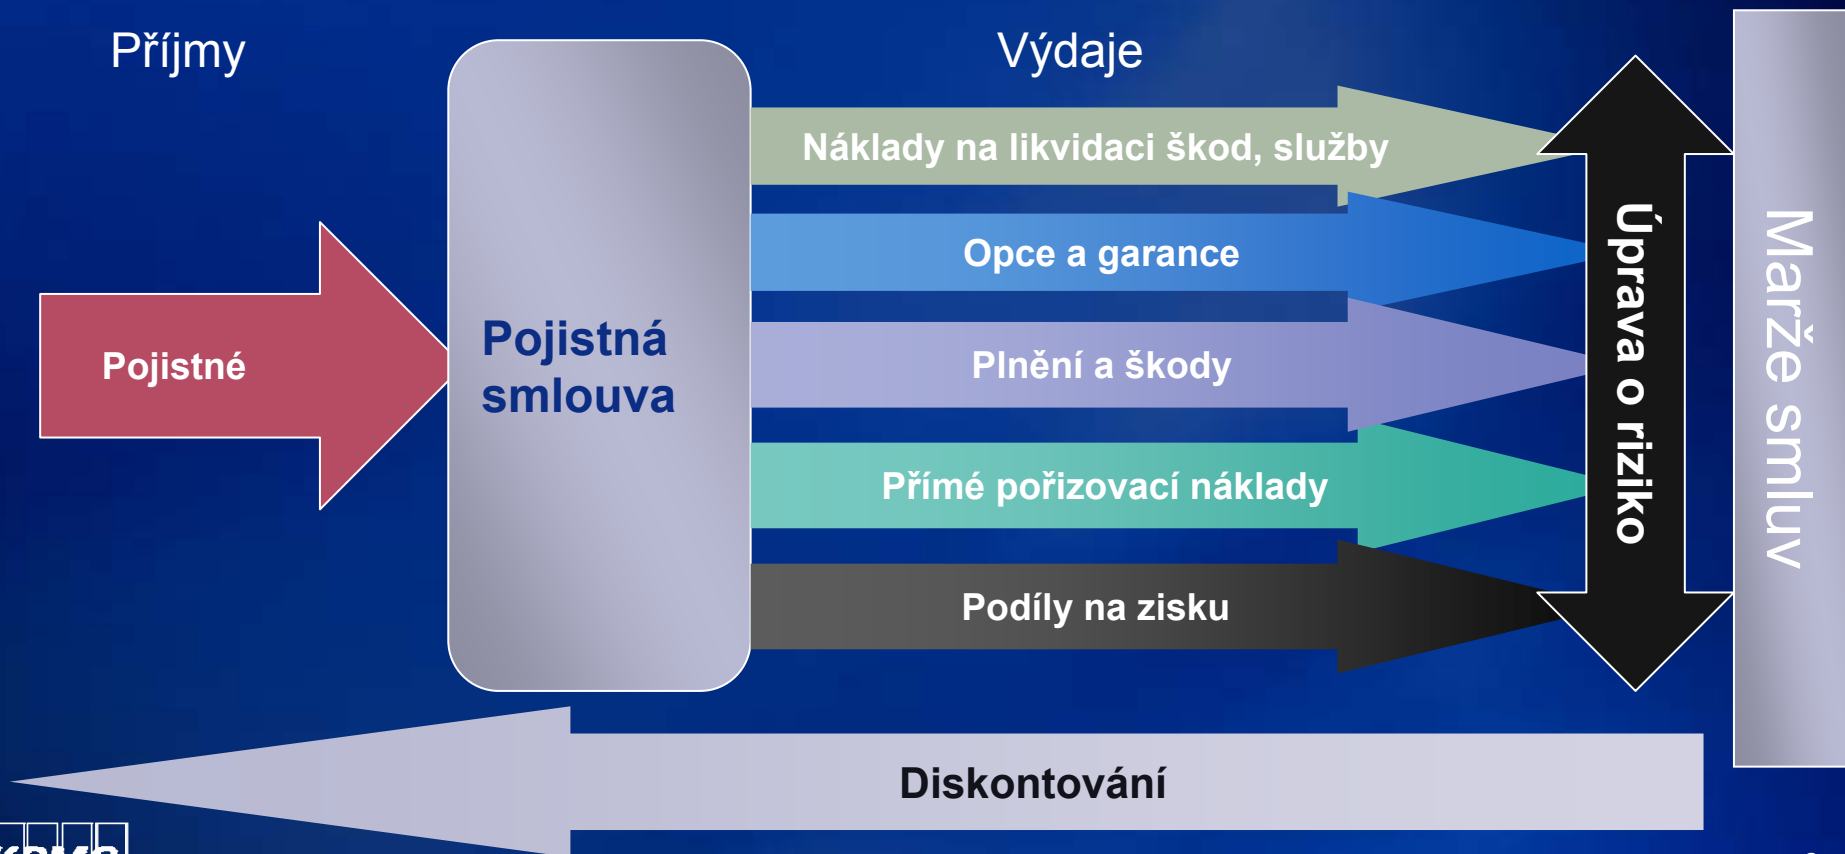 Příjmy
Výdaje
Náklady na likvidaci škod, služby
Opce a garance
Pojistné
Pojistná
smlouva
Plnění a škody
Přímé pořizovací náklady
Podíly na zisku
Úprava o riziko
Marže smluv
Diskontování